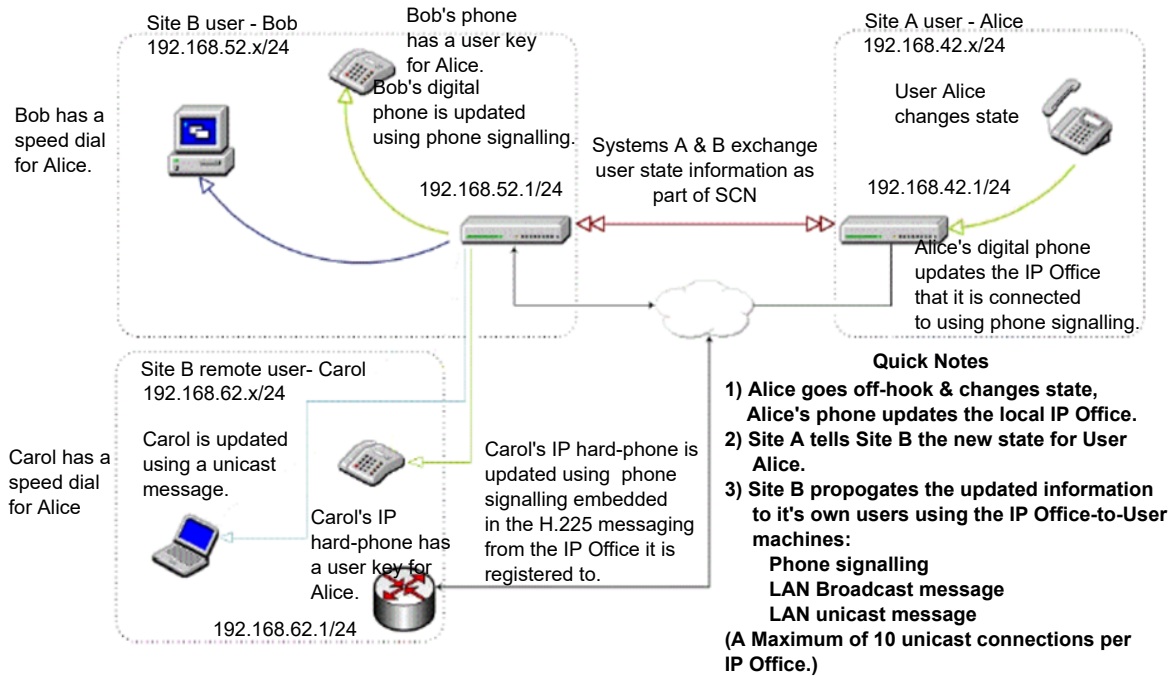 Site B user - Bob
192.168.52.x/24
Bob's phone
has a user key
for Alice.
Bob's digital
phone is updated
using phone signalling.
Bob has a
speed dial
for Alice.
192.168.52.1/24
Systems A & B exchange
user state information as
part of SCN
Site A user - Alice
192.168.42.x/24
User Alice
changes state
192.168.42.1/24
Alice's digital phone
updates the IP Office
that it is connected
to using phone signalling.
Site B remote user- Carol
192.168.62.x/24
Carol is updated
using a unicast
message.
Carol has a
speed dial
for Alice
Carol's IP
hard-phone has
a user key for
Alice.
192.168.62.1/24
Carol's IP hard-phone is
updated using phone
signalling embedded
in the H.225 messaging
from the IP Office it is
registered to.
Quick Notes
1) Alice goes off-hook & changes state,
Alice's phone updates the local IP Office.
2) Site A tells Site B the new state for User
Alice.
3) Site B propogates the updated information
to it's own users using the IP Office-to-User
machines:
Phone signalling
LAN Broadcast message
LAN unicast message
(A Maximum of 10 unicast connections per
IP Office.)